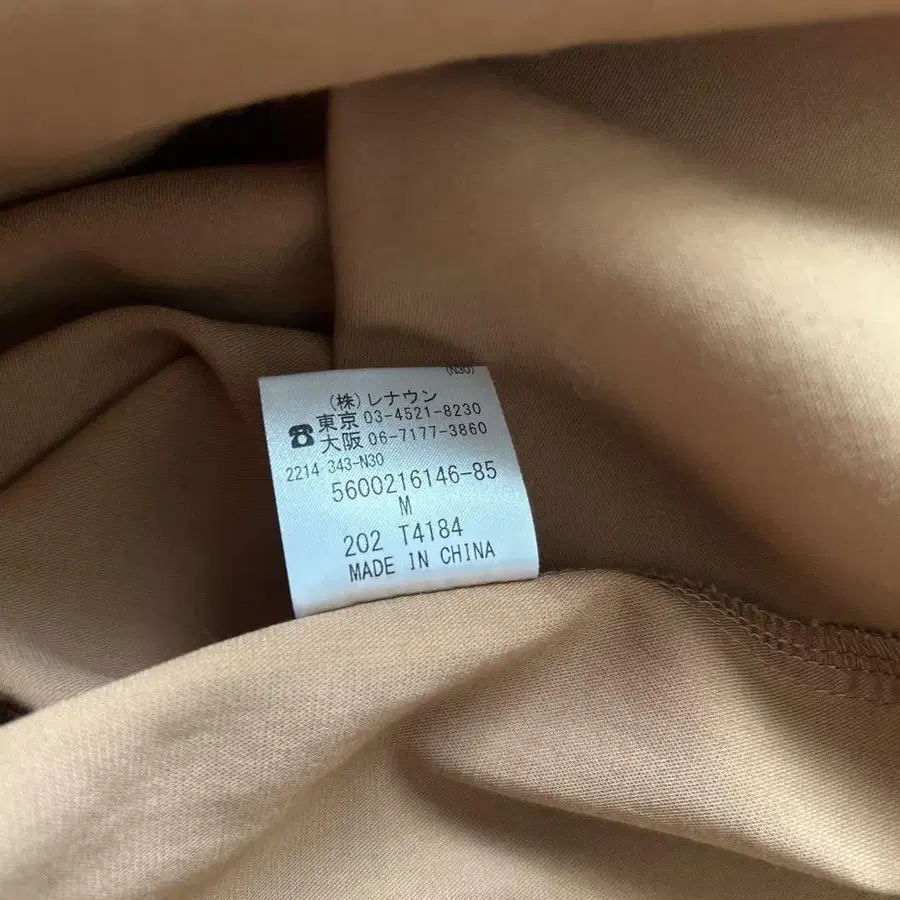 (N30)
(株)レナウン
☎東京 03-4521-8230
大阪 06-7177-3860
2214 343-N30
5600216146-85
M
202 T4184
MADE IN CHINA